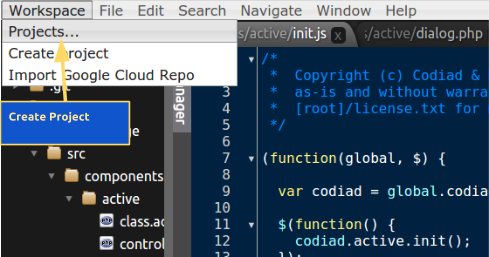 Workspace File Edit Search Navigate Window Help
Projects...
s/active/init.js x /active/dialog.php
Create project
Import Google Cloud Repo
.git
Create Project
src
components
active
class.ac
control
nager
/*
* Copyright (c) Codiad &
3 * as-is and without warra
4 * [root]/license.txt for
5 */
6
7 (function(global, $) {
8
9 var codiad = global.codia
10
11 $(function() {
12 codiad.active.init();
13 });